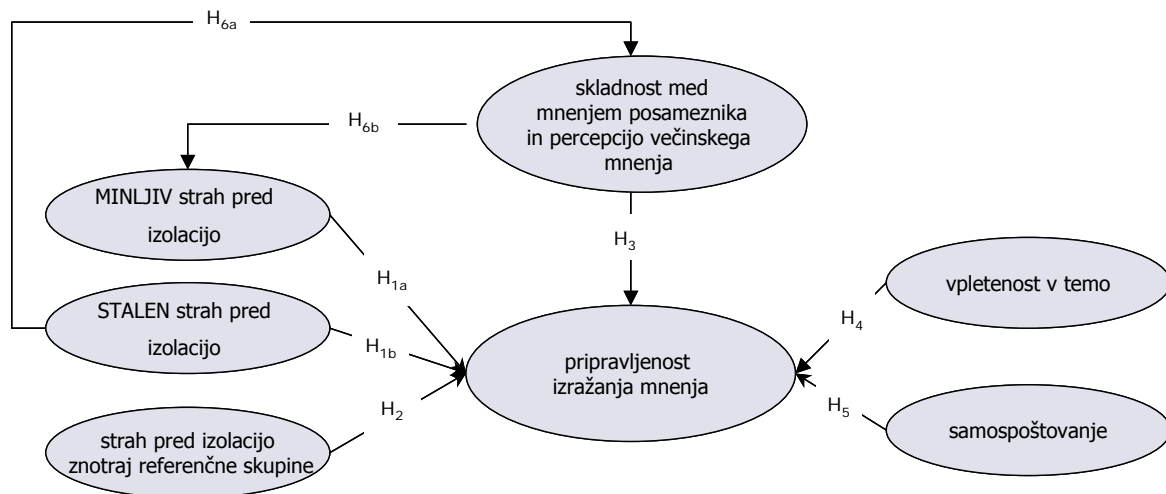 H6a
skladnost med
mnenjem posameznika
in percepcijo večinskega
mnenja
H6b
MINLJIV strah pred
izolacijo
H3
H1a
STALEN strah pred
izolacijo
vpletenost v temo
H4
H1b
pripravljenost
izražanja mnenja
H2
H5
strah pred izolacijo
znotraj referenčne skupine
samospoštovanje